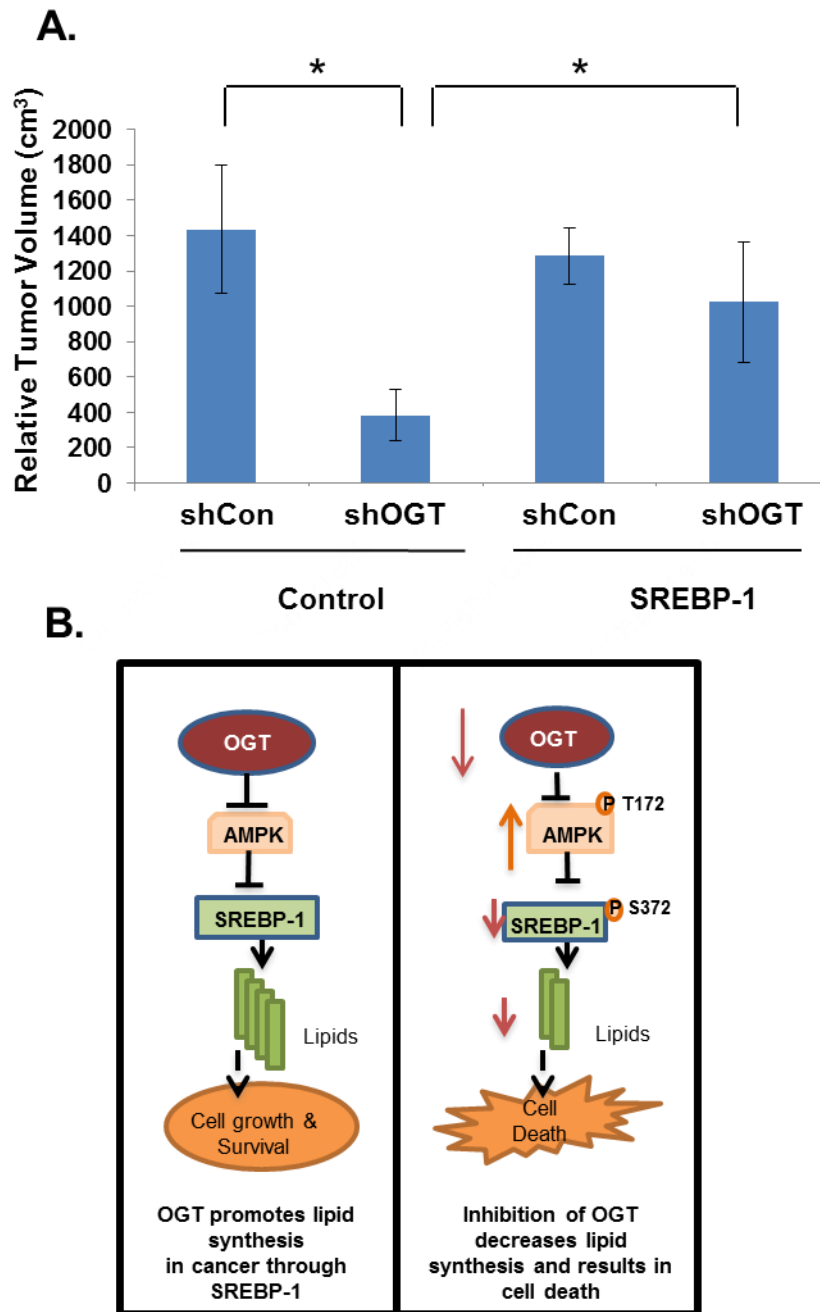 A.
*
*
Relative Tumor Volume (cm³)
2000
1800
1600
1400
1200
1000
800
600
400
200
0
shCon
shOGT
shCon
shOGT
Control
SREBP-1
B.
OGT
AMPK
SREBP-1
Lipids
Cell growth &
Survival
OGT promotes lipid
synthesis
in cancer through
SREBP-1
OGT
P T172
AMPK
P S372
SREBP-1
Lipids
Cell
Death
Inhibition of OGT
decreases lipid
synthesis and results in
cell death